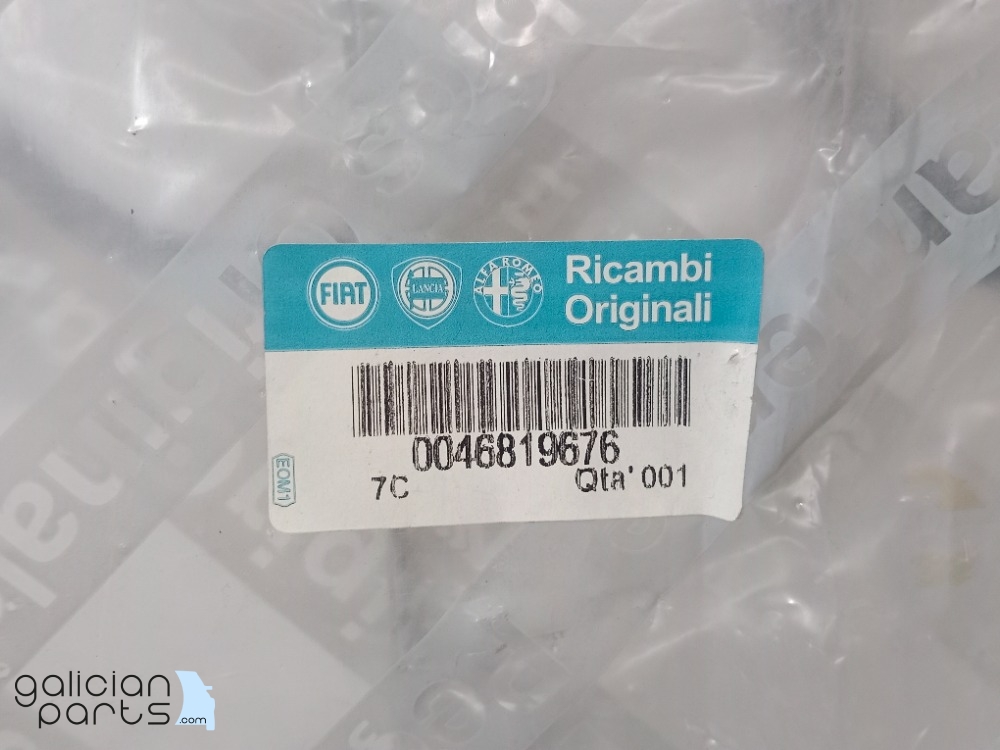 FIAT
LANCIA
ALFA ROMEO
Ricambi
Originali
0046819676
7C
Qta' 001
EOM1
galician
parts.com